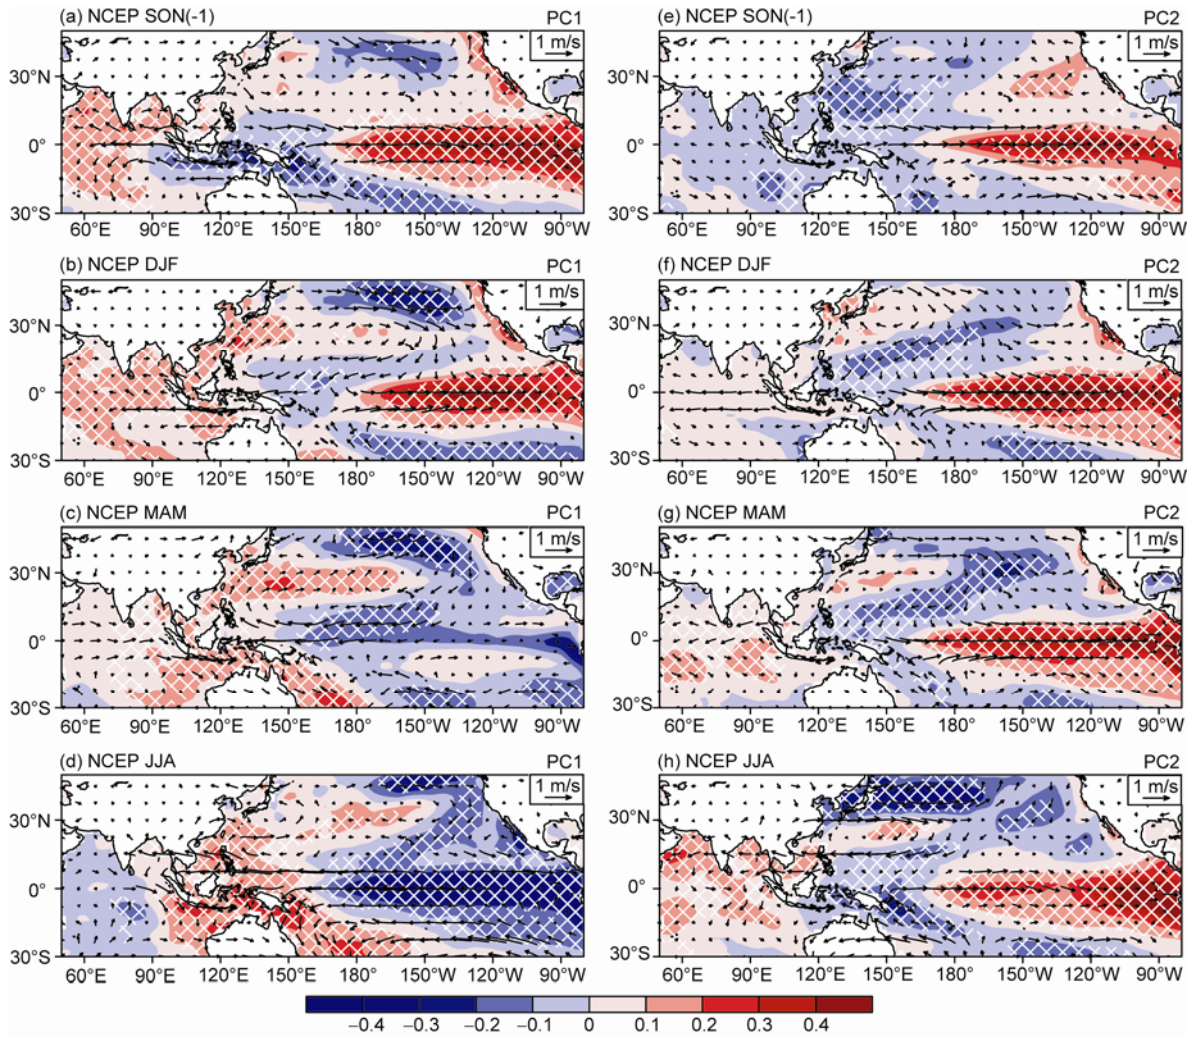 (a) NCEP SON(-1) PC1
1 m/s
30°N
0°
30°S
60°E 90°E 120°E 150°E 180° 150°W 120°W 90°W
(e) NCEP SON(-1) PC2
1 m/s
30°N
0°
30°S
60°E 90°E 120°E 150°E 180° 150°W 120°W 90°W
(b) NCEP DJF PC1
1 m/s
30°N
0°
30°S
60°E 90°E 120°E 150°E 180° 150°W 120°W 90°W
(f) NCEP DJF PC2
1 m/s
30°N
0°
30°S
60°E 90°E 120°E 150°E 180° 150°W 120°W 90°W
(c) NCEP MAM PC1
1 m/s
30°N
0°
30°S
60°E 90°E 120°E 150°E 180° 150°W 120°W 90°W
(g) NCEP MAM PC2
1 m/s
30°N
0°
30°S
60°E 90°E 120°E 150°E 180° 150°W 120°W 90°W
(d) NCEP JJA PC1
1 m/s
30°N
0°
30°S
60°E 90°E 120°E 150°E 180° 150°W 120°W 90°W
(h) NCEP JJA PC2
1 m/s
30°N
0°
30°S
60°E 90°E 120°E 150°E 180° 150°W 120°W 90°W
−0.4 −0.3 −0.2 −0.1 0 0.1 0.2 0.3 0.4